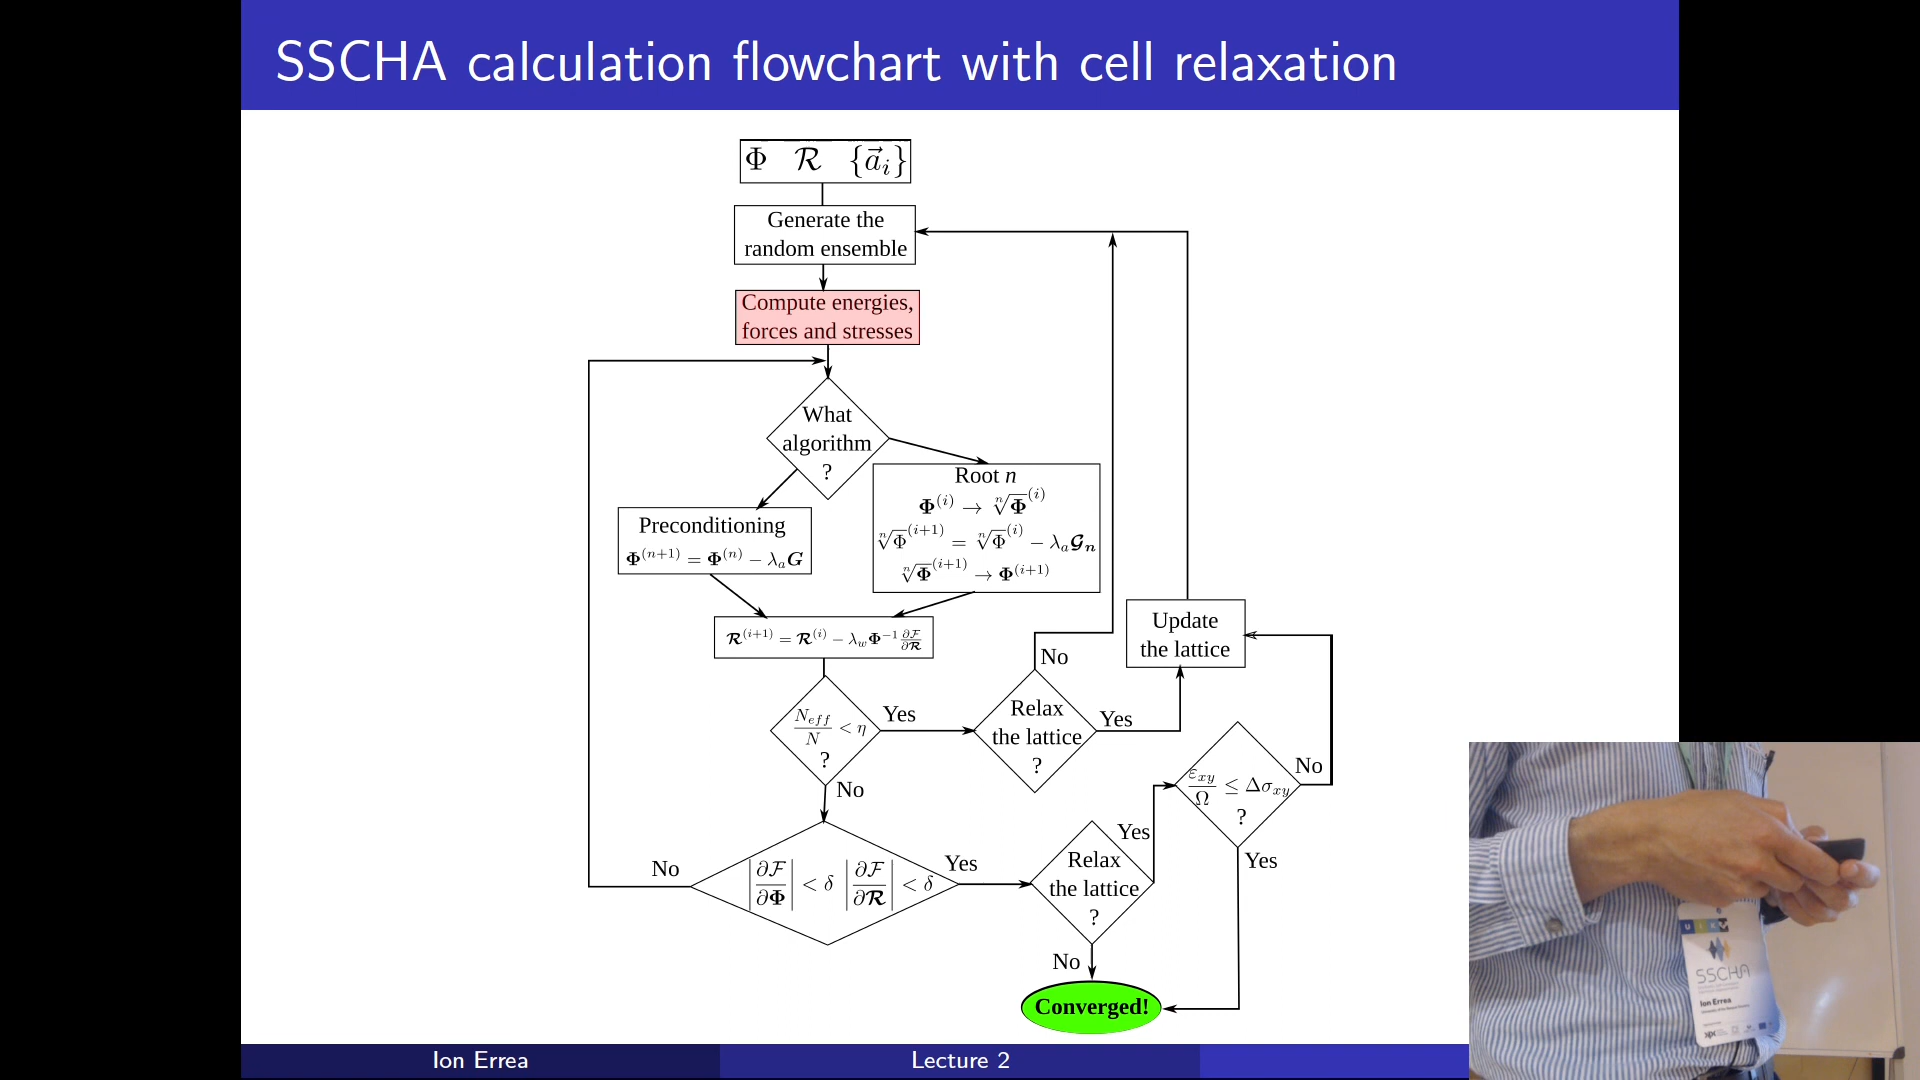 SSCHA calculation flowchart with cell relaxation
Φ ℛ {a⃗ᵢ}
Generate the
random ensemble
Compute energies,
forces and stresses
What
algorithm
?
Root n
Φ⁽ⁱ⁾ → ⁿ√Φ⁽ⁱ⁾
ⁿ√Φ⁽ⁱ⁺¹⁾ = ⁿ√Φ⁽ⁱ⁾ − λₐ𝓖ₙ
ⁿ√Φ⁽ⁱ⁺¹⁾ → Φ⁽ⁱ⁺¹⁾
Preconditioning
Φ⁽ⁿ⁺¹⁾ = Φ⁽ⁿ⁾ − λₐG
ℛ⁽ⁱ⁺¹⁾ = ℛ⁽ⁱ⁾ − λ_w Φ⁻¹ ∂ℱ/∂ℛ
N_eff/N < η
?
Yes
No
Relax
the lattice
?
No
Yes
Update
the lattice
|∂ℱ/∂Φ| < δ |∂ℱ/∂ℛ| < δ
No
Yes
Relax
the lattice
?
Yes
No
ε_xy/Ω ≤ Δσ_xy
?
No
Yes
Converged!
Ion Errea
Lecture 2
SSCHA
Ion Errea